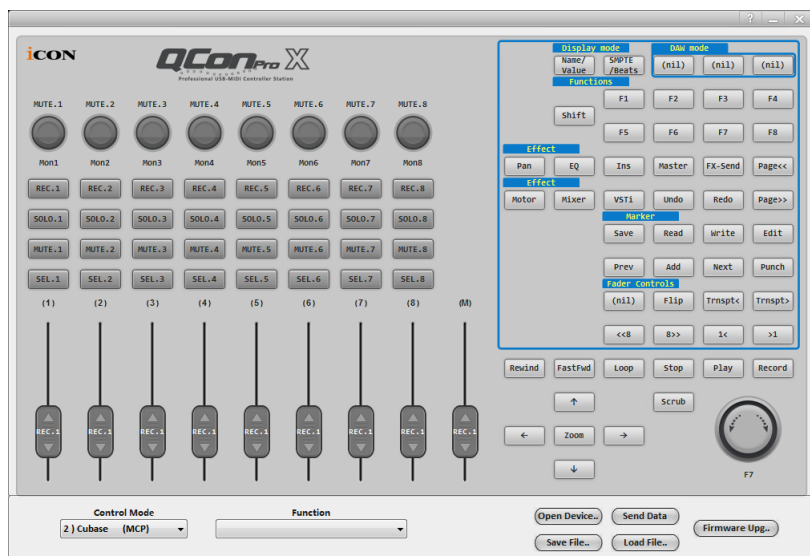 ? _ X
iCON
QConPro X
Professional USB-MIDI Controller Station
Display mode DAW mode
Name/Value SMPTE/Beats (nil) (nil) (nil)
Functions
MUTE.1 MUTE.2 MUTE.3 MUTE.4 MUTE.5 MUTE.6 MUTE.7 MUTE.8
F1 F2 F3 F4
Shift
F5 F6 F7 F8
Mon1 Mon2 Mon3 Mon4 Mon5 Mon6 Mon7 Mon8
Effect
Pan EQ Ins Master FX-Send Page<<
REC.1 REC.2 REC.3 REC.4 REC.5 REC.6 REC.7 REC.8
Effect
Motor Mixer VSTi Undo Redo Page>>
SOLO.1 SOLO.2 SOLO.3 SOLO.4 SOLO.5 SOLO.6 SOLO.7 SOLO.8
Marker
Save Read Write Edit
MUTE.1 MUTE.2 MUTE.3 MUTE.4 MUTE.5 MUTE.6 MUTE.7 MUTE.8
Prev Add Next Punch
SEL.1 SEL.2 SEL.3 SEL.4 SEL.5 SEL.6 SEL.7 SEL.8
Fader Controls
(1) (2) (3) (4) (5) (6) (7) (8) (M)
(nil) Flip Trnspt< Trnspt>
<<8 8>> 1< >1
Rewind FastFwd Loop Stop Play Record
↑ Scrub
REC.1 REC.1 REC.1 REC.1 REC.1 REC.1 REC.1 REC.1 REC.1
← Zoom →
↓
F7
Control Mode Function
2 ) Cubase (MCP)
Open Device.. Send Data
Firmware Upg..
Save File.. Load File..